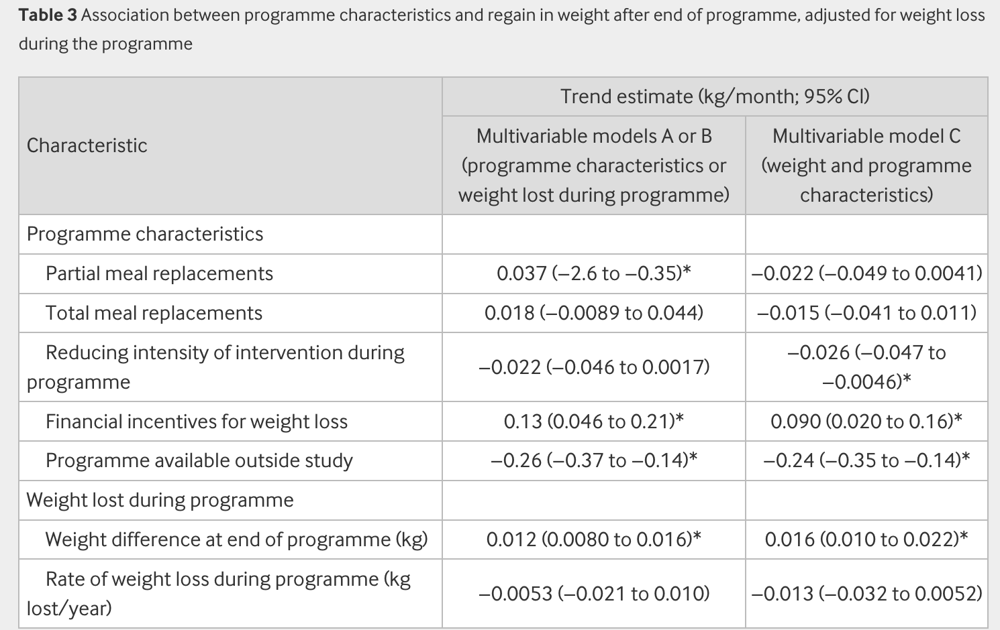 Table 3 Association between programme characteristics and regain in weight after end of programme, adjusted for weight loss
during the programme
Characteristic
Trend estimate (kg/month; 95% CI)
Multivariable models A or B
(programme characteristics or
weight lost during programme)
Multivariable model C
(weight and programme
characteristics)
Programme characteristics
Partial meal replacements
0.037 (−2.6 to −0.35)*
−0.022 (−0.049 to 0.0041)
Total meal replacements
0.018 (−0.0089 to 0.044)
−0.015 (−0.041 to 0.011)
Reducing intensity of intervention during
programme
−0.022 (−0.046 to 0.0017)
−0.026 (−0.047 to
−0.0046)*
Financial incentives for weight loss
0.13 (0.046 to 0.21)*
0.090 (0.020 to 0.16)*
Programme available outside study
−0.26 (−0.37 to −0.14)*
−0.24 (−0.35 to −0.14)*
Weight lost during programme
Weight difference at end of programme (kg)
0.012 (0.0080 to 0.016)*
0.016 (0.010 to 0.022)*
Rate of weight loss during programme (kg
lost/year)
−0.0053 (−0.021 to 0.010)
−0.013 (−0.032 to 0.0052)